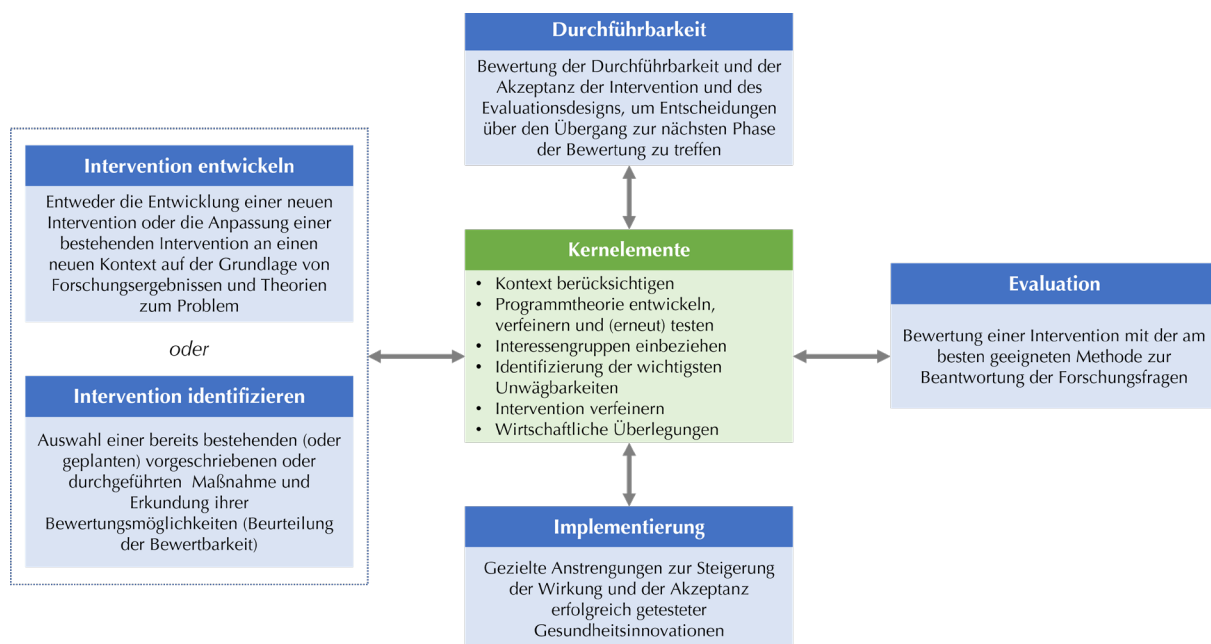 Durchführbarkeit
Bewertung der Durchführbarkeit und der
Akzeptanz der Intervention und des
Evaluationsdesigns, um Entscheidungen
über den Übergang zur nächsten Phase
der Bewertung zu treffen
Intervention entwickeln
Entweder die Entwicklung einer neuen
Intervention oder die Anpassung einer
bestehenden Intervention an einen
neuen Kontext auf der Grundlage von
Forschungsergebnissen und Theorien
zum Problem
oder
Intervention identifizieren
Auswahl einer bereits bestehenden (oder
geplanten) vorgeschriebenen oder
durchgeführten Maßnahme und
Erkundung ihrer
Bewertungsmöglichkeiten (Beurteilung
der Bewertbarkeit)
Kernelemente
• Kontext berücksichtigen
• Programmtheorie entwickeln,
verfeinern und (erneut) testen
• Interessengruppen einbeziehen
• Identifizierung der wichtigsten
Unwägbarkeiten
• Intervention verfeinern
• Wirtschaftliche Überlegungen
Evaluation
Bewertung einer Intervention mit der am
besten geeigneten Methode zur
Beantwortung der Forschungsfragen
Implementierung
Gezielte Anstrengungen zur Steigerung
der Wirkung und der Akzeptanz
erfolgreich getesteter
Gesundheitsinnovationen